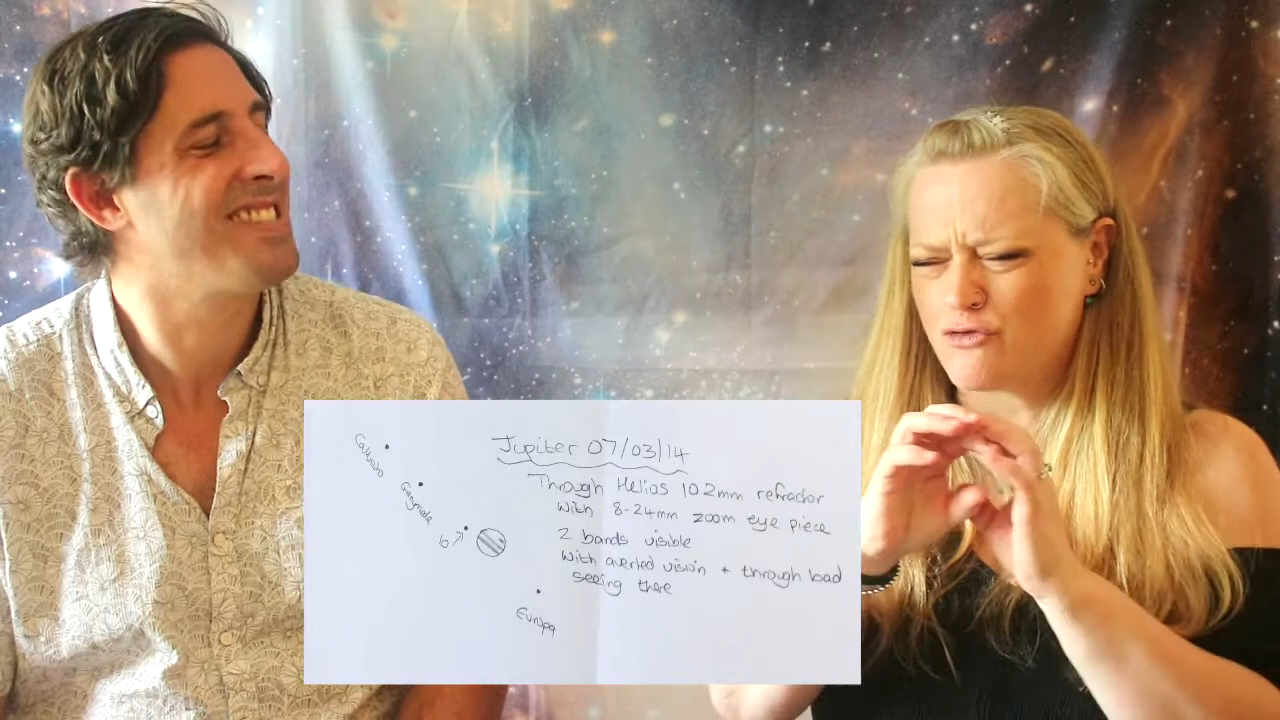 Jupiter 07/03/14
Through Helios 102mm refractor
with 8-24mm zoom eye piece
2 bands visible
with averted vision + through bad
seeing there
Callisto
Ganymede
Io
Europa